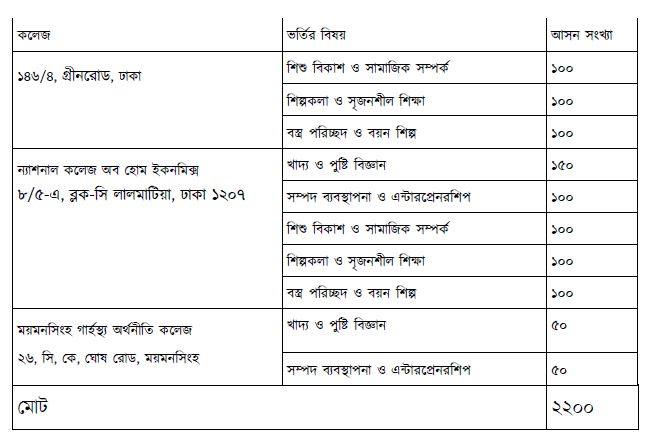 কলেজ ভর্তির বিষয় আসন সংখ্যা
১৪৬/৪, গ্রীনরোড, ঢাকা শিশু বিকাশ ও সামাজিক সম্পর্ক ১০০
শিল্পকলা ও সৃজনশীল শিক্ষা ১০০
বস্ত্র পরিচ্ছদ ও বয়ন শিল্প ১০০
ন্যাশনাল কলেজ অব হোম ইকনমিক্স খাদ্য ও পুষ্টি বিজ্ঞান ১৫০
৮/৫-এ, ব্লক-সি লালমাটিয়া, ঢাকা ১২০৭ সম্পদ ব্যবস্থাপনা ও এন্টারপ্রেনরশিপ ১০০
শিশু বিকাশ ও সামাজিক সম্পর্ক ১০০
শিল্পকলা ও সৃজনশীল শিক্ষা ১০০
বস্ত্র পরিচ্ছদ ও বয়ন শিল্প ১০০
ময়মনসিংহ গার্হস্থ্য অর্থনীতি কলেজ খাদ্য ও পুষ্টি বিজ্ঞান ৫০
২৬, সি, কে, ঘোষ রোড, ময়মনসিংহ সম্পদ ব্যবস্থাপনা ও এন্টারপ্রেনরশিপ ৫০
মোট ২২০০